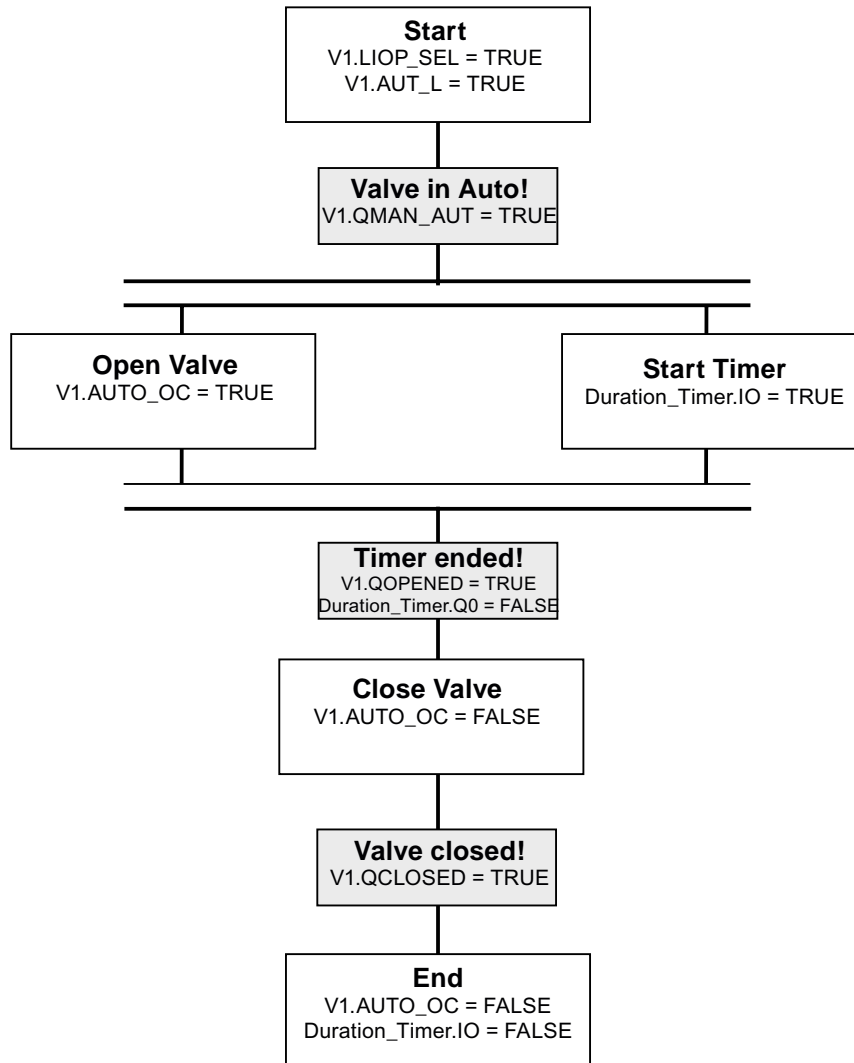 Start
V1.LIOP_SEL = TRUE
V1.AUT_L = TRUE
Valve in Auto!
V1.QMAN_AUT = TRUE
Open Valve
V1.AUTO_OC = TRUE
Start Timer
Duration_Timer.IO = TRUE
Timer ended!
V1.QOPENED = TRUE
Duration_Timer.Q0 = FALSE
Close Valve
V1.AUTO_OC = FALSE
Valve closed!
V1.QCLOSED = TRUE
End
V1.AUTO_OC = FALSE
Duration_Timer.IO = FALSE